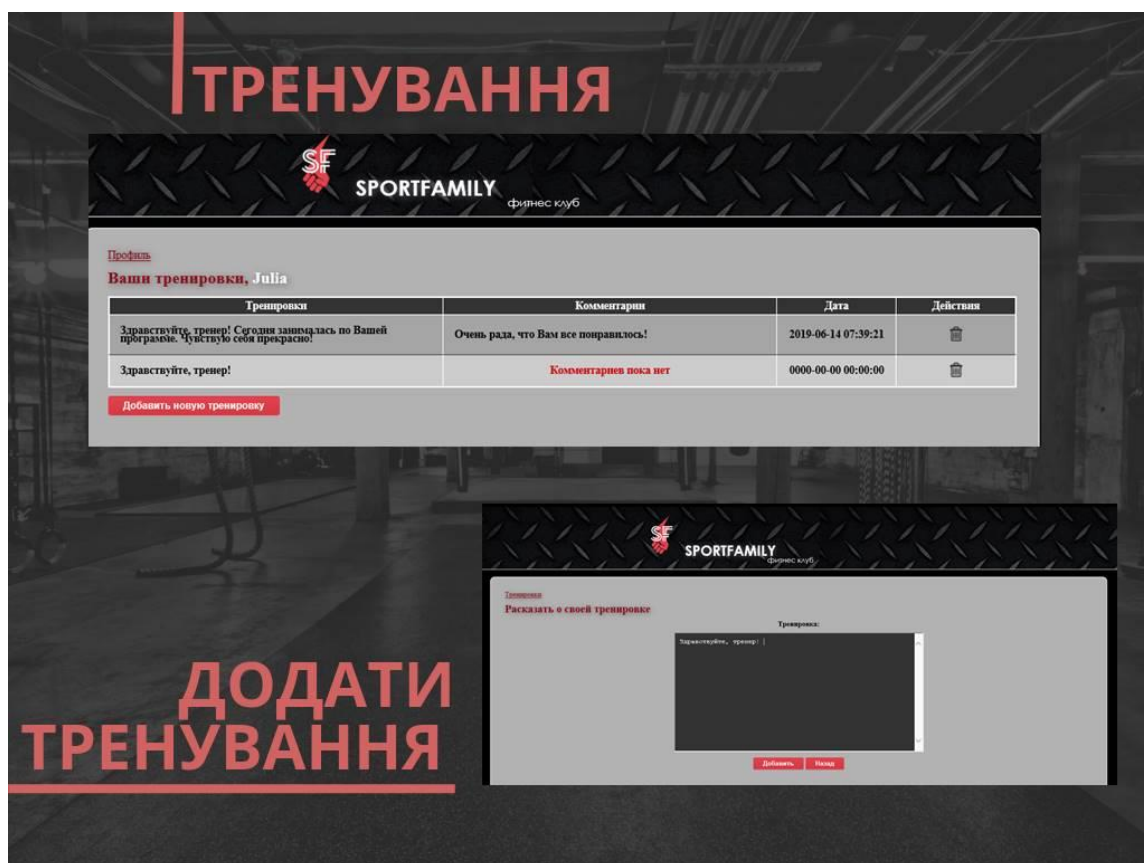 ТРЕНУВАННЯ
SF
SPORTFAMILY
фитнес клуб
Профиль
Ваши тренировки, Julia
Тренировки Комментарии Дата Действия
Здравствуйте, тренер! Сегодня занималась по Вашей
программе. Чувствую себя прекрасно!
Очень рада, что Вам все понравилось!
2019-06-14 07:39:21
Здравствуйте, тренер! Комментариев пока нет 0000-00-00 00:00:00
Добавить новую тренировку
SF
SPORTFAMILY
фитнес клуб
Тренировки
Расказать о своей тренировке
Тренировка:
Здравствуйте, тренер!
Добавить Назад
ДОДАТИ
ТРЕНУВАННЯ